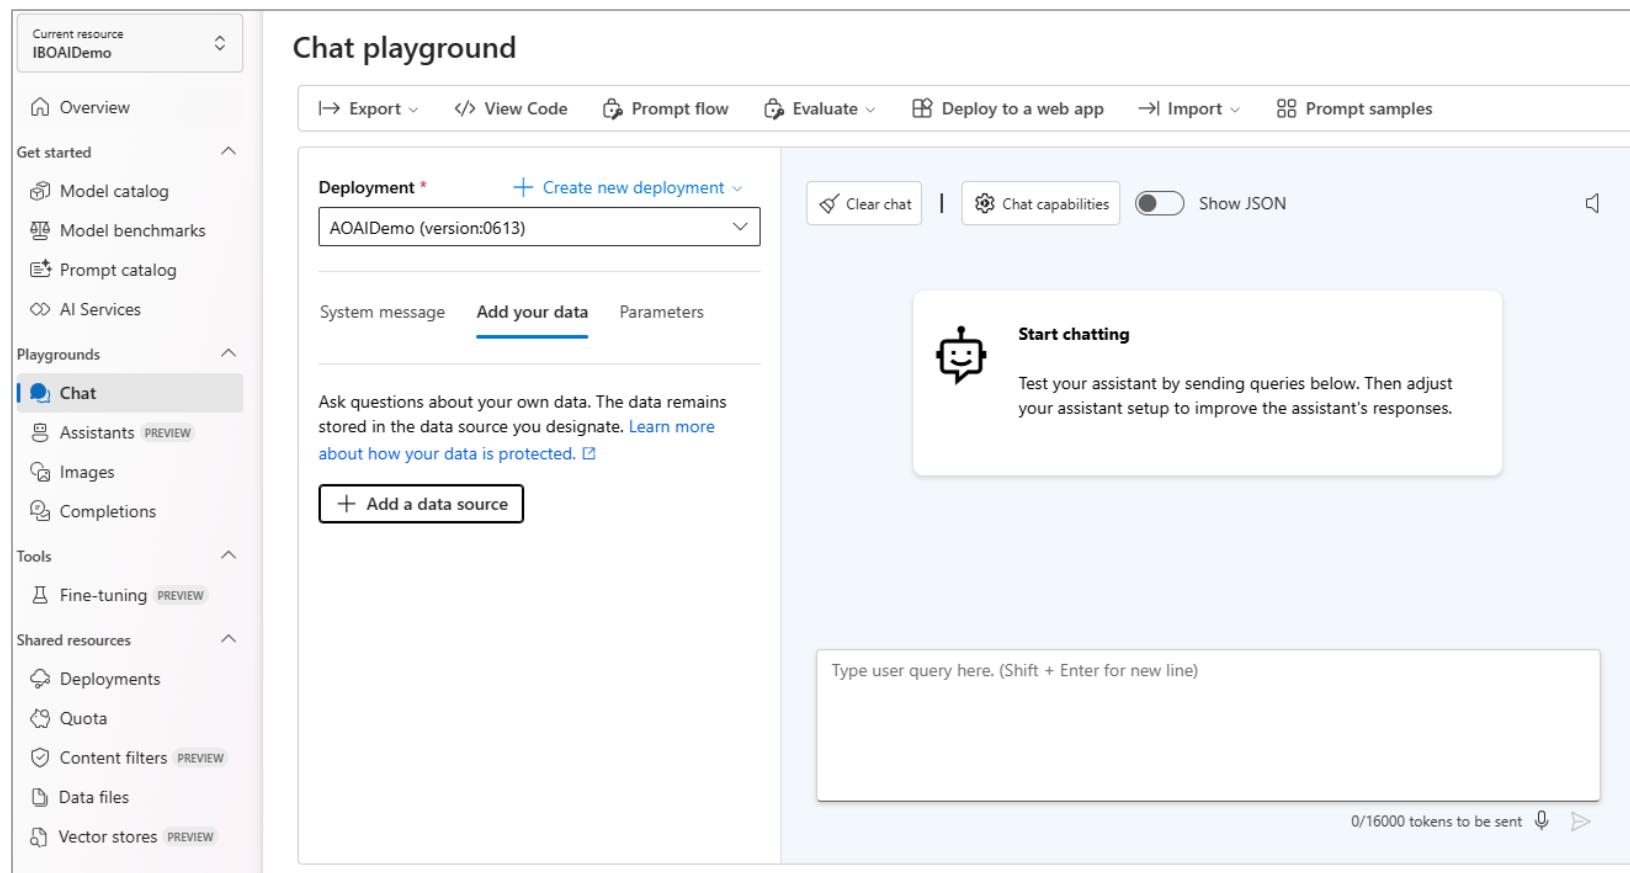 Current resource
IBOAIDemo
Overview
Get started
Model catalog
Model benchmarks
Prompt catalog
AI Services
Playgrounds
Chat
Assistants PREVIEW
Images
Completions
Tools
Fine-tuning PREVIEW
Shared resources
Deployments
Quota
Content filters PREVIEW
Data files
Vector stores PREVIEW
Chat playground
Export View Code Prompt flow Evaluate Deploy to a web app Import Prompt samples
Deployment * + Create new deployment
AOAIDemo (version:0613)
System message Add your data Parameters
Ask questions about your own data. The data remains
stored in the data source you designate. Learn more
about how your data is protected.
+ Add a data source
Clear chat | Chat capabilities Show JSON
Start chatting
Test your assistant by sending queries below. Then adjust
your assistant setup to improve the assistant's responses.
Type user query here. (Shift + Enter for new line)
0/16000 tokens to be sent